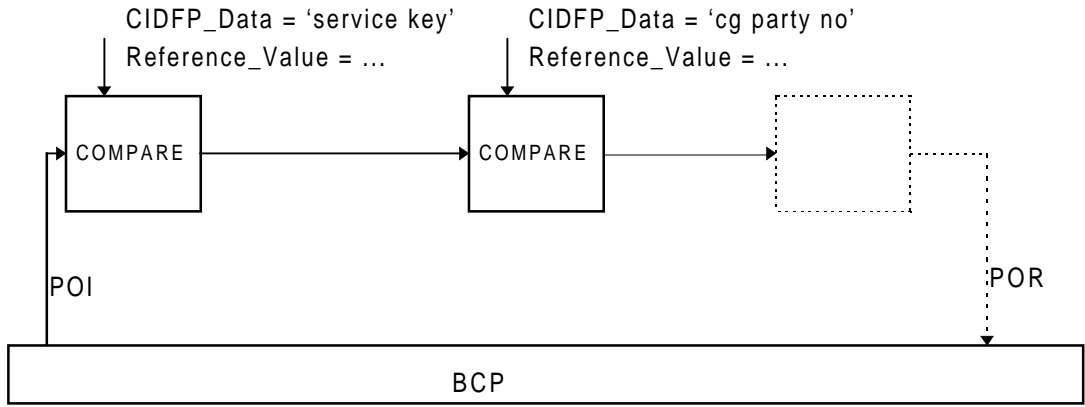 CIDFP_Data = ‘service key’
Reference_Value = ...
CIDFP_Data = ‘cg party no’
Reference_Value = ...
COMPARE
COMPARE
POI
POR
BCP